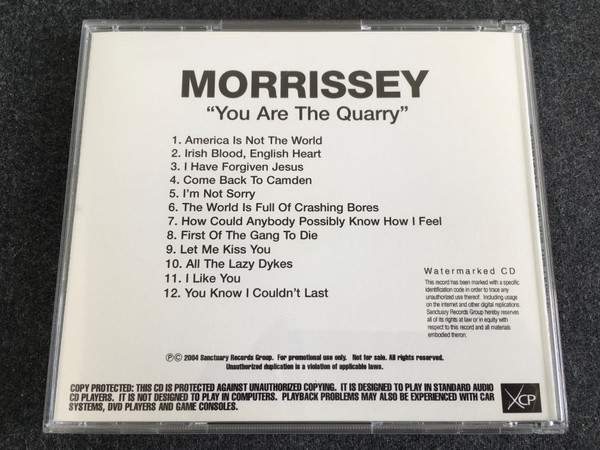 MORRISSEY
“You Are The Quarry”
1. America Is Not The World
2. Irish Blood, English Heart
3. I Have Forgiven Jesus
4. Come Back To Camden
5. I’m Not Sorry
6. The World Is Full Of Crashing Bores
7. How Could Anybody Possibly Know How I Feel
8. First Of The Gang To Die
9. Let Me Kiss You
10. All The Lazy Dykes
11. I Like You
12. You Know I Couldn’t Last
Watermarked CD
This record has been marked with a specific
identification code in order to trace any
unauthorized use thereof. Including usage
on the internet and other digital replications.
Sanctuary Records Group hereby reserves
all of its rights at law or in equity with
respect to this record and all materials
embodied theron.
℗© 2004 Sanctuary Records Group. For promotional use only. Not for sale. All rights reserved.
Unauthorized duplication is a violation of applicable laws.
COPY PROTECTED: THIS CD IS PROTECTED AGAINST UNAUTHORIZED COPYING. IT IS DESIGNED TO PLAY IN STANDARD AUDIO
CD PLAYERS. IT IS NOT DESIGNED TO PLAY IN COMPUTERS. PLAYBACK PROBLEMS MAY ALSO BE EXPERIENCED WITH CAR
SYSTEMS, DVD PLAYERS AND GAME CONSOLES.
XCP